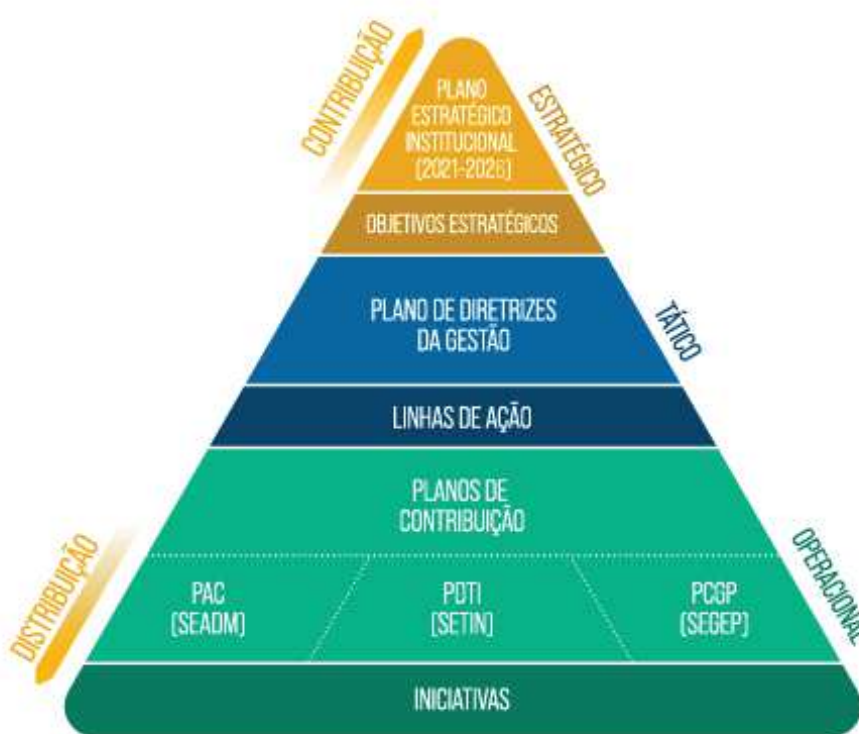 CONTRIBUIÇÃO
ESTRATÉGICO
PLANO
ESTRATÉGICO
INSTITUCIONAL
(2021-2026)
OBJETIVOS ESTRATÉGICOS
TÁTICO
PLANO DE DIRETRIZES
DA GESTÃO
LINHAS DE AÇÃO
PLANOS DE
CONTRIBUIÇÃO
DISTRIBUIÇÃO
OPERACIONAL
PAC
(SEADM)
PDTI
(SETIN)
PCGP
(SEGEP)
INICIATIVAS